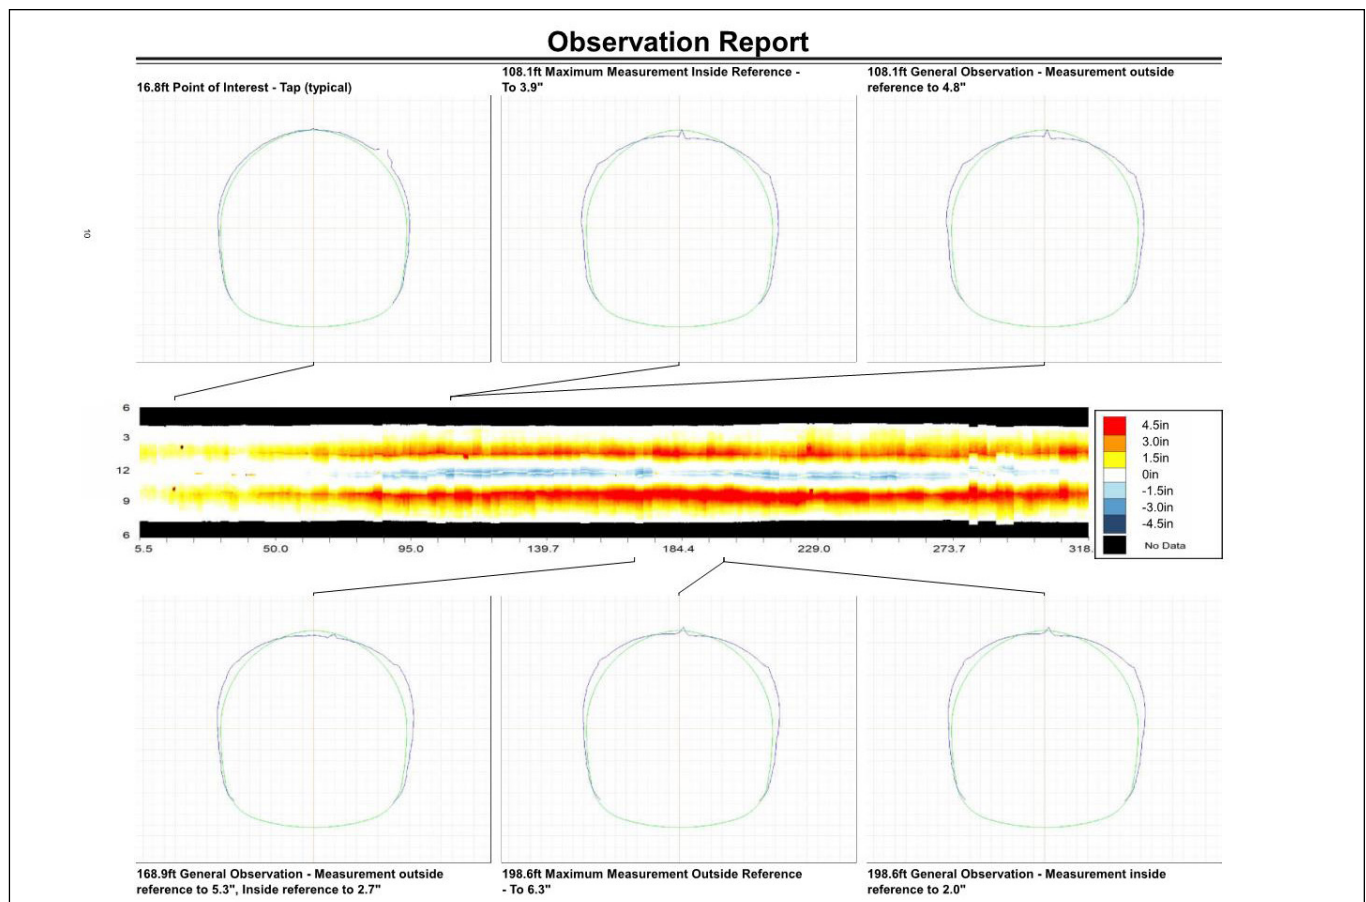 Observation Report
16.8ft Point of Interest - Tap (typical)
108.1ft Maximum Measurement Inside Reference -
To 3.9"
108.1ft General Observation - Measurement outside
reference to 4.8"
10
6
3
12
9
6
5.5 50.0 95.0 139.7 184.4 229.0 273.7 318.
4.5in
3.0in
1.5in
0in
-1.5in
-3.0in
-4.5in
No Data
168.9ft General Observation - Measurement outside
reference to 5.3", Inside reference to 2.7"
198.6ft Maximum Measurement Outside Reference
- To 6.3"
198.6ft General Observation - Measurement inside
reference to 2.0"